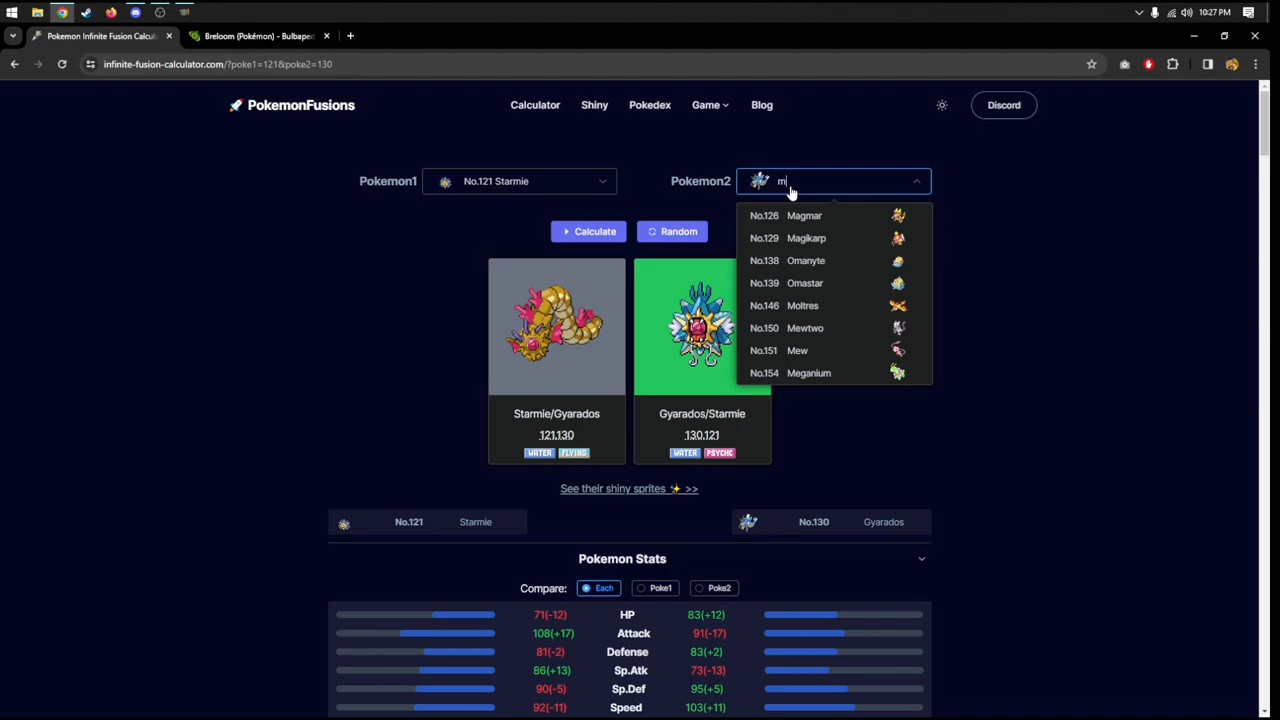 10:27 PM
Pokemon Infinite Fusion Calcul
Breloom (Pokémon) - Bulbaped
infinite-fusion-calculator.com/?poke1=121&poke2=130
PokemonFusions
Calculator
Shiny
Pokedex
Game
Blog
Discord
Pokemon1
No.121 Starmie
Pokemon2
m
Calculate
Random
No.126 Magmar
No.129 Magikarp
No.138 Omanyte
No.139 Omastar
No.146 Moltres
No.150 Mewtwo
No.151 Mew
No.154 Meganium
Starmie/Gyarados
121.130
WATER FLYING
Gyarados/Starmie
130.121
WATER PSYCHC
See their shiny sprites ✨ >>
No.121 Starmie
No.130 Gyarados
Pokemon Stats
Compare: Each Poke1 Poke2
71(-12) HP 83(+12)
108(+17) Attack 91(-17)
81(-2) Defense 83(+2)
86(+13) Sp.Atk 73(-13)
90(-5) Sp.Def 95(+5)
92(-11) Speed 103(+11)